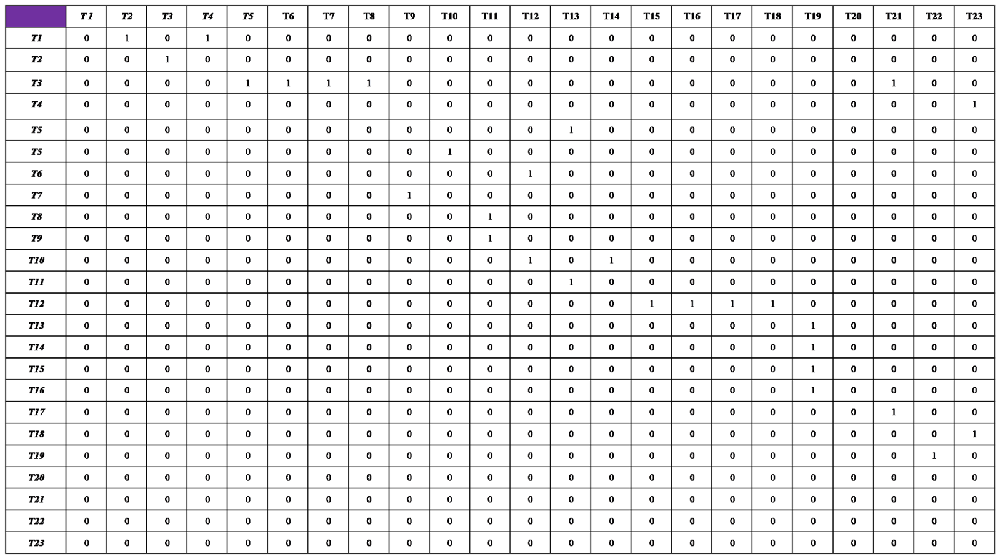 T1 T2 T3 T4 T5 T6 T7 T8 T9 T10 T11 T12 T13 T14 T15 T16 T17 T18 T19 T20 T21 T22 T23
T1 0 1 0 1 0 0 0 0 0 0 0 0 0 0 0 0 0 0 0 0 0 0 0
T2 0 0 1 0 0 0 0 0 0 0 0 0 0 0 0 0 0 0 0 0 0 0 0
T3 0 0 0 0 1 1 1 1 0 0 0 0 0 0 0 0 0 0 0 0 1 0 0
T4 0 0 0 0 0 0 0 0 0 0 0 0 0 0 0 0 0 0 0 0 0 0 1
T5 0 0 0 0 0 0 0 0 0 0 0 0 1 0 0 0 0 0 0 0 0 0 0
T5 0 0 0 0 0 0 0 0 0 1 0 0 0 0 0 0 0 0 0 0 0 0 0
T6 0 0 0 0 0 0 0 0 0 0 0 1 0 0 0 0 0 0 0 0 0 0 0
T7 0 0 0 0 0 0 0 0 1 0 0 0 0 0 0 0 0 0 0 0 0 0 0
T8 0 0 0 0 0 0 0 0 0 0 1 0 0 0 0 0 0 0 0 0 0 0 0
T9 0 0 0 0 0 0 0 0 0 0 1 0 0 0 0 0 0 0 0 0 0 0 0
T10 0 0 0 0 0 0 0 0 0 0 0 1 0 1 0 0 0 0 0 0 0 0 0
T11 0 0 0 0 0 0 0 0 0 0 0 0 1 0 0 0 0 0 0 0 0 0 0
T12 0 0 0 0 0 0 0 0 0 0 0 0 0 0 1 1 1 1 0 0 0 0 0
T13 0 0 0 0 0 0 0 0 0 0 0 0 0 0 0 0 0 0 1 0 0 0 0
T14 0 0 0 0 0 0 0 0 0 0 0 0 0 0 0 0 0 0 1 0 0 0 0
T15 0 0 0 0 0 0 0 0 0 0 0 0 0 0 0 0 0 0 1 0 0 0 0
T16 0 0 0 0 0 0 0 0 0 0 0 0 0 0 0 0 0 0 1 0 0 0 0
T17 0 0 0 0 0 0 0 0 0 0 0 0 0 0 0 0 0 0 0 0 1 0 0
T18 0 0 0 0 0 0 0 0 0 0 0 0 0 0 0 0 0 0 0 0 0 0 1
T19 0 0 0 0 0 0 0 0 0 0 0 0 0 0 0 0 0 0 0 0 0 1 0
T20 0 0 0 0 0 0 0 0 0 0 0 0 0 0 0 0 0 0 0 0 0 0 0
T21 0 0 0 0 0 0 0 0 0 0 0 0 0 0 0 0 0 0 0 0 0 0 0
T22 0 0 0 0 0 0 0 0 0 0 0 0 0 0 0 0 0 0 0 0 0 0 0
T23 0 0 0 0 0 0 0 0 0 0 0 0 0 0 0 0 0 0 0 0 0 0 0